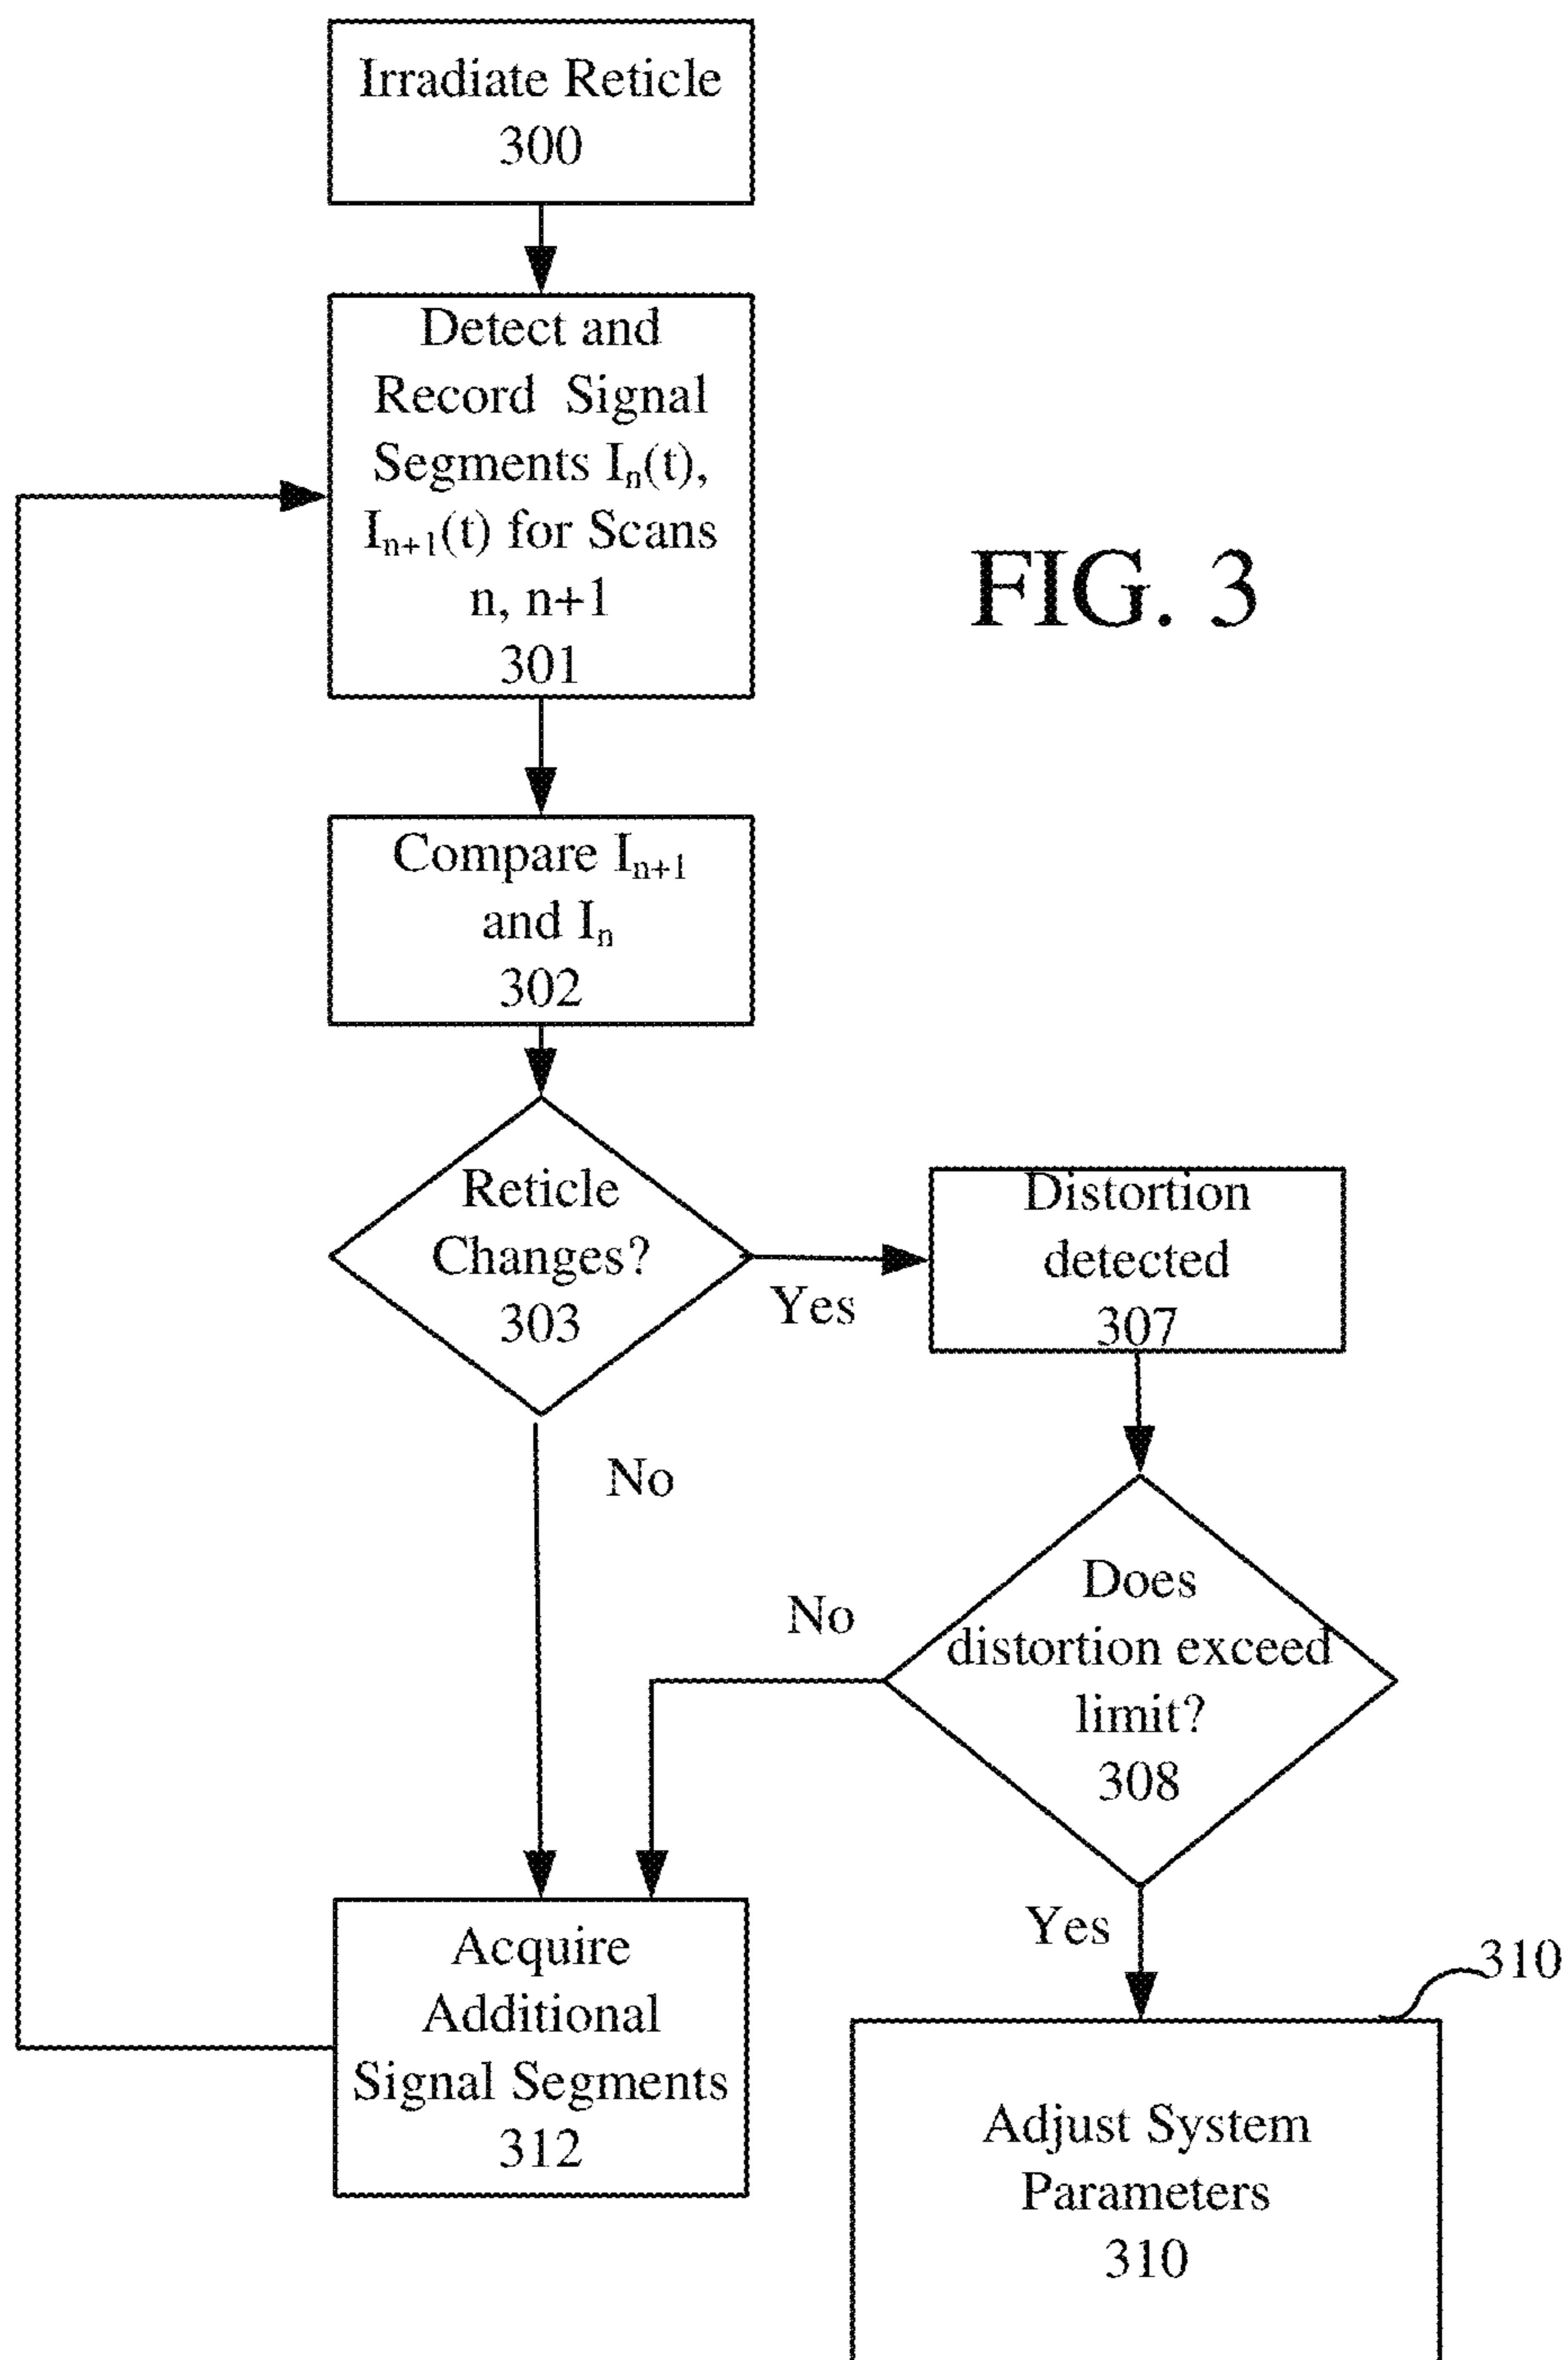 Irradiate Reticle
300
Detect and
Record Signal
Segments Iₙ(t),
Iₙ₊₁(t) for Scans
n, n+1
301
FIG. 3
Compare Iₙ₊₁
and Iₙ
302
Reticle
Changes?
303
Yes
No
Distortion
detected
307
Does
distortion exceed
limit?
308
No
Yes
Acquire
Additional
Signal Segments
312
310
Adjust System
Parameters
310